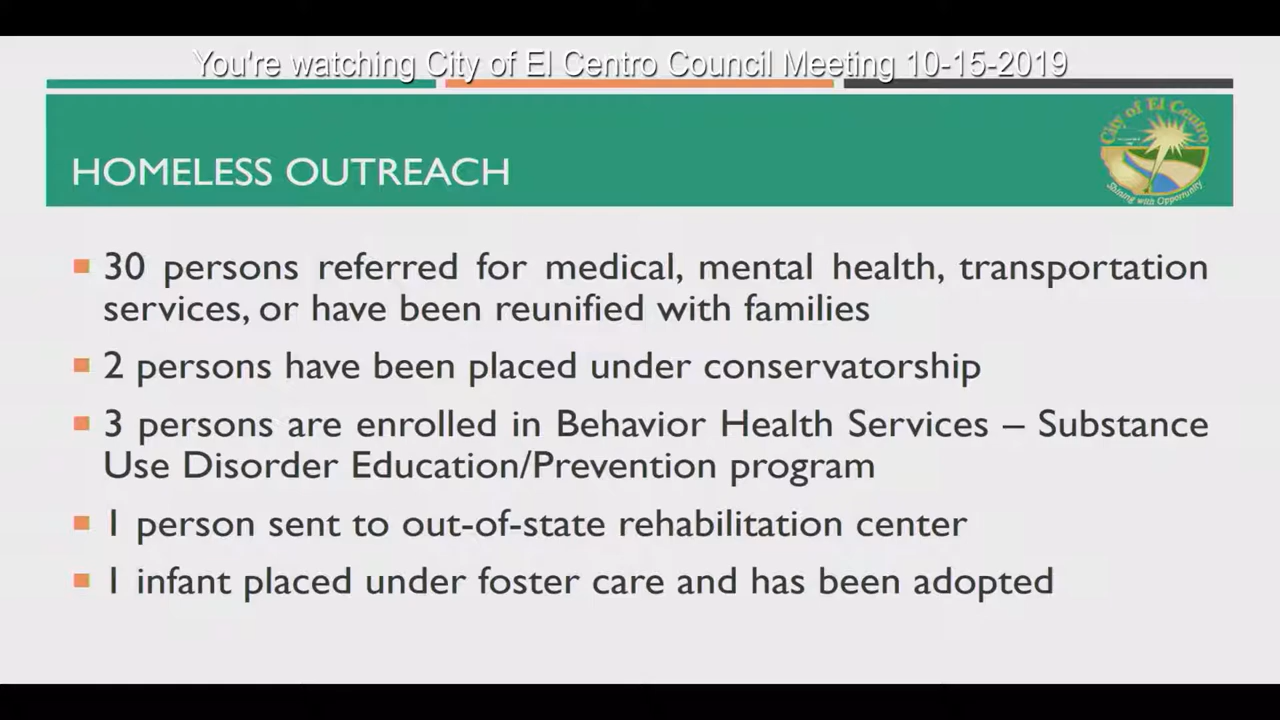 You're watching City of El Centro Council Meeting 10-15-2019
City of El Centro
HOMELESS OUTREACH
Shining with Opportunity
30 persons referred for medical, mental health, transportation
services, or have been reunified with families
2 persons have been placed under conservatorship
3 persons are enrolled in Behavior Health Services – Substance
Use Disorder Education/Prevention program
1 person sent to out-of-state rehabilitation center
1 infant placed under foster care and has been adopted